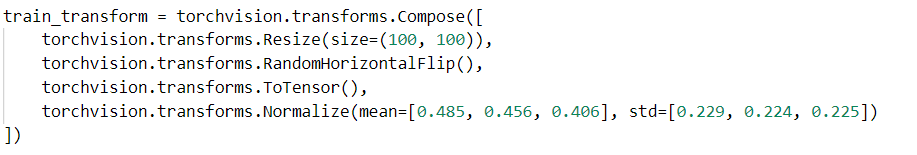 train_transform = torchvision.transforms.Compose([
    torchvision.transforms.Resize(size=(100, 100)),
    torchvision.transforms.RandomHorizontalFlip(),
    torchvision.transforms.ToTensor(),
    torchvision.transforms.Normalize(mean=[0.485, 0.456, 0.406], std=[0.229, 0.224, 0.225])
])